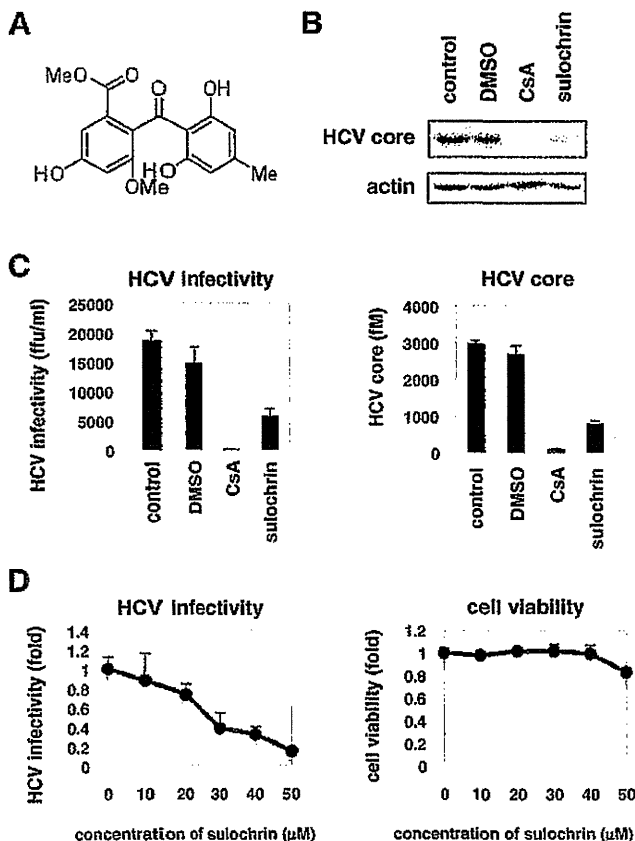 A
MeO
O
O
OH
HO
OMe
HO
Me
B
control
DMSO
CsA
sulochrin
HCV core
actin
C
HCV infectivity
HCV infectivity (ffu/ml)
25000
20000
15000
10000
5000
0
control
DMSO
CsA
sulochrin
HCV core
HCV core (fM)
4000
3000
2000
1000
0
control
DMSO
CsA
sulochrin
D
HCV infectivity
HCV infectivity (fold)
1.4
1.2
1
0.8
0.6
0.4
0.2
0
0 10 20 30 40 50
concentration of sulochrin (µM)
cell viability
cell viability (fold)
1.2
1
0.8
0.6
0.4
0.2
0
0 10 20 30 40 50
concentration of sulochrin (µM)